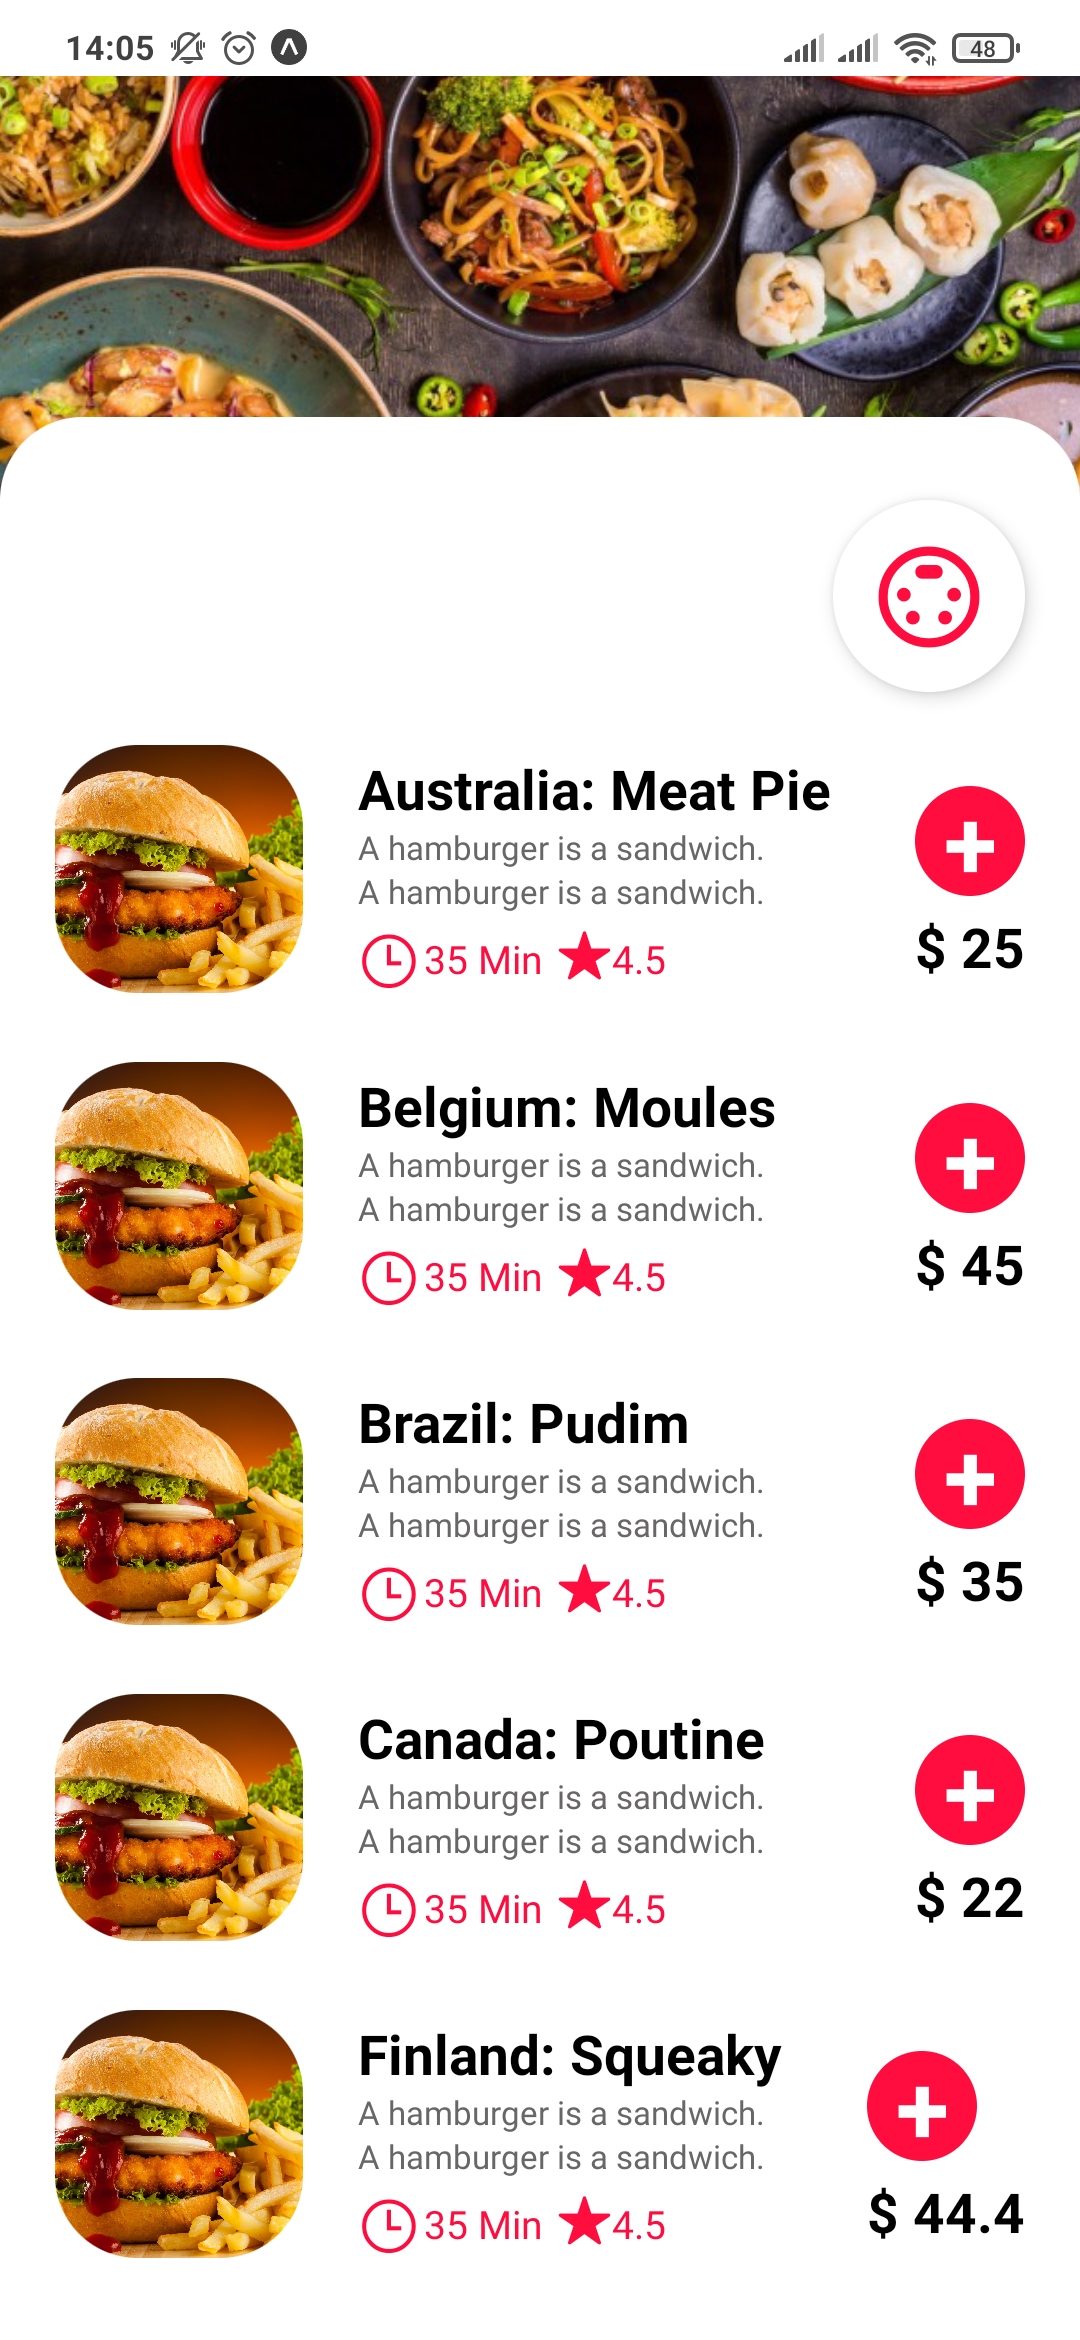 14:05
48
Australia: Meat Pie
A hamburger is a sandwich.
A hamburger is a sandwich.
35 Min 4.5
$ 25
Belgium: Moules
A hamburger is a sandwich.
A hamburger is a sandwich.
35 Min 4.5
$ 45
Brazil: Pudim
A hamburger is a sandwich.
A hamburger is a sandwich.
35 Min 4.5
$ 35
Canada: Poutine
A hamburger is a sandwich.
A hamburger is a sandwich.
35 Min 4.5
$ 22
Finland: Squeaky
A hamburger is a sandwich.
A hamburger is a sandwich.
35 Min 4.5
$ 44.4